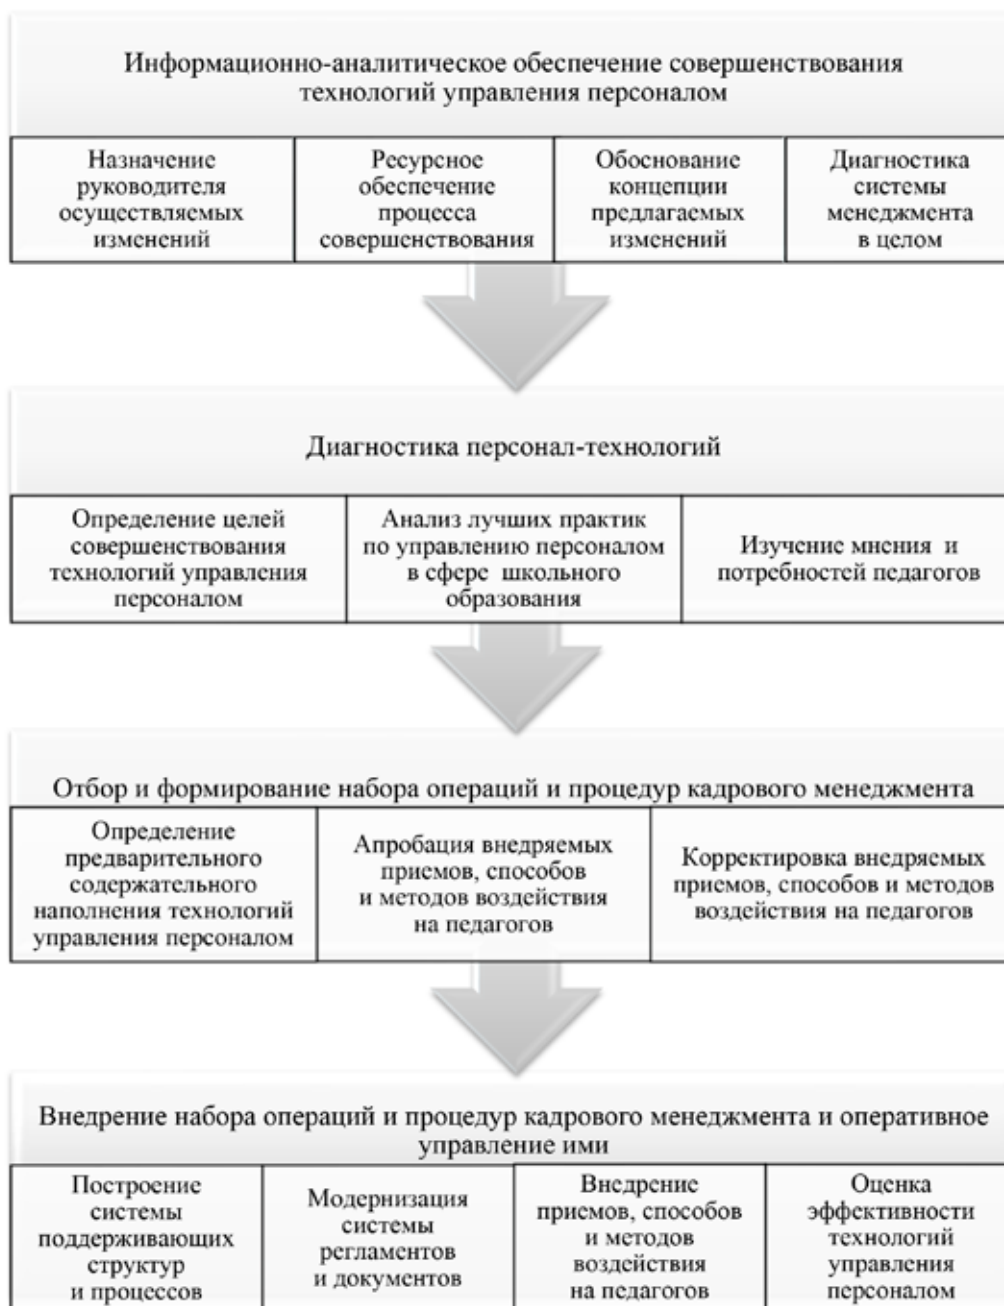 Информационно-аналитическое обеспечение совершенствования
технологий управления персоналом
Назначение
руководителя
осуществляемых
изменений
Ресурсное
обеспечение
процесса
совершенствования
Обоснование
концепции
предлагаемых
изменений
Диагностика
системы
менеджмента
в целом
Диагностика персонал-технологий
Определение целей
совершенствования
технологий управления
персоналом
Анализ лучших практик
по управлению персоналом
в сфере школьного
образования
Изучение мнения и
потребностей педагогов
Отбор и формирование набора операций и процедур кадрового менеджмента
Определение
предварительного
содержательного
наполнения технологий
управления персоналом
Апробация внедряемых
приемов, способов
и методов воздействия
на педагогов
Корректировка внедряемых
приемов, способов и методов
воздействия на педагогов
Внедрение набора операций и процедур кадрового менеджмента и оперативное
управление ими
Построение
системы
поддерживающих
структур
и процессов
Модернизация
системы
регламентов
и документов
Внедрение
приемов, способов
и методов
воздействия
на педагогов
Оценка
эффективности
технологий
управления
персоналом